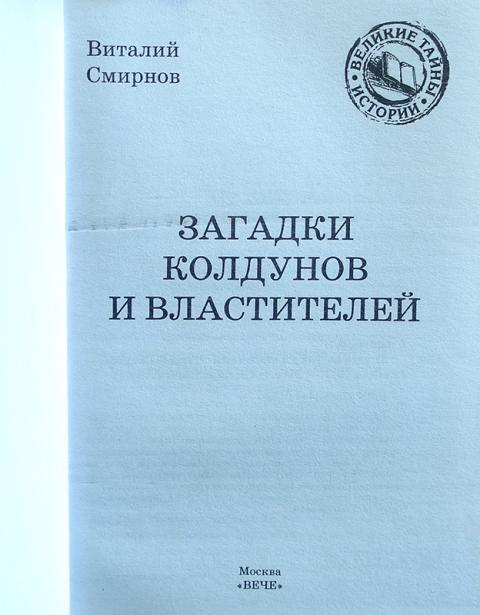 Виталий
Смирнов
ВЕЛИКИЕ ТАЙНЫ
ИСТОРИИ
ЗАГАДКИ
КОЛДУНОВ
И ВЛАСТИТЕЛЕЙ
Москва
«ВЕЧЕ»